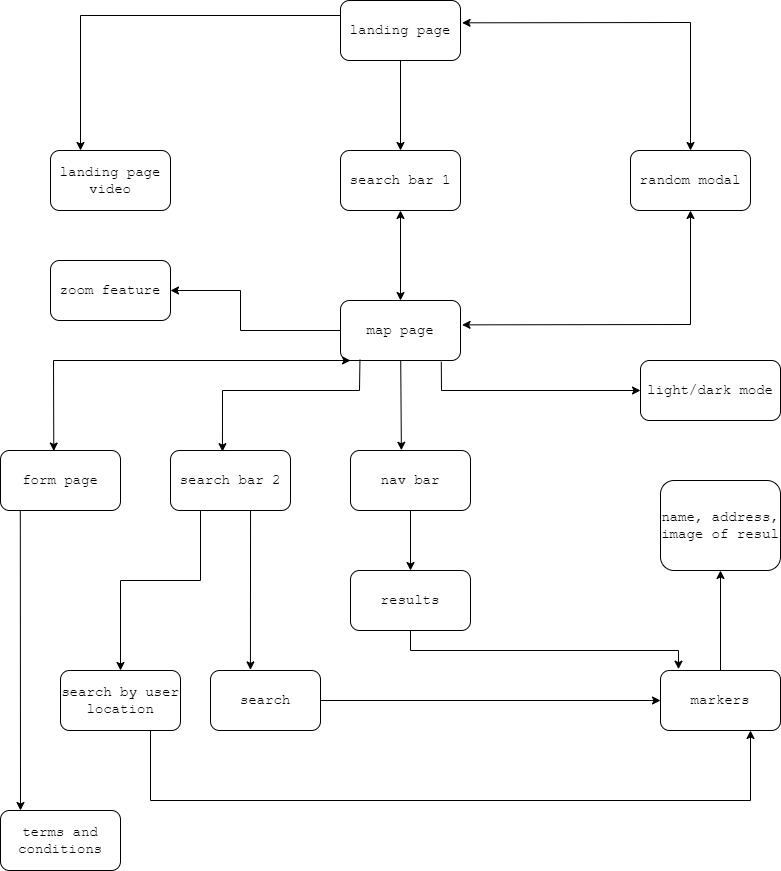 landing page
landing page
video
search bar 1
random modal
zoom feature
map page
light/dark mode
form page
search bar 2
nav bar
name, address,
image of resul
results
search by user
location
search
markers
terms and
conditions